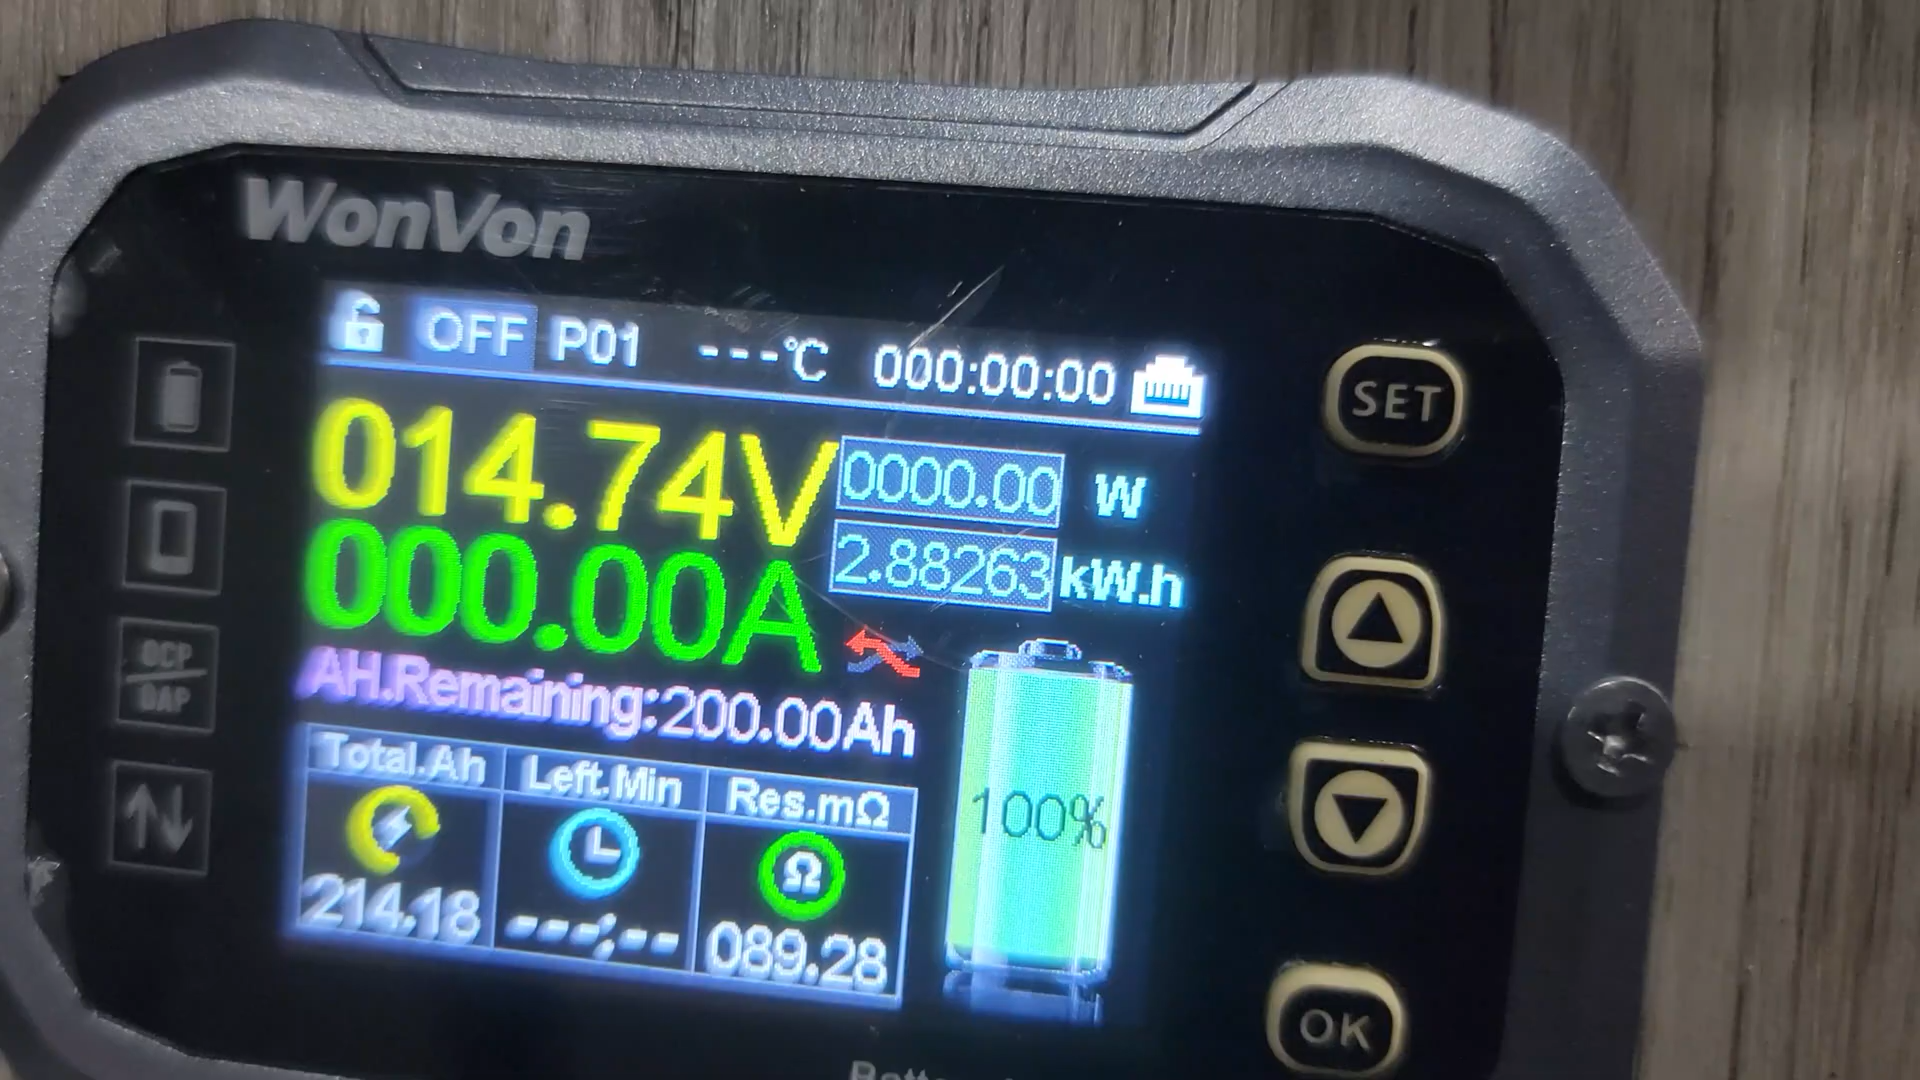 WonVon
OFF P01 ---℃ 000:00:00
014.74V 0000.00 W
000.00A 2.88263 kW.h
AH.Remaining:200.00Ah
Total.Ah Left.Min Res.mΩ
Ω
214.18 ---:-- 089.28
100%
OCP
OAP
SET
OK